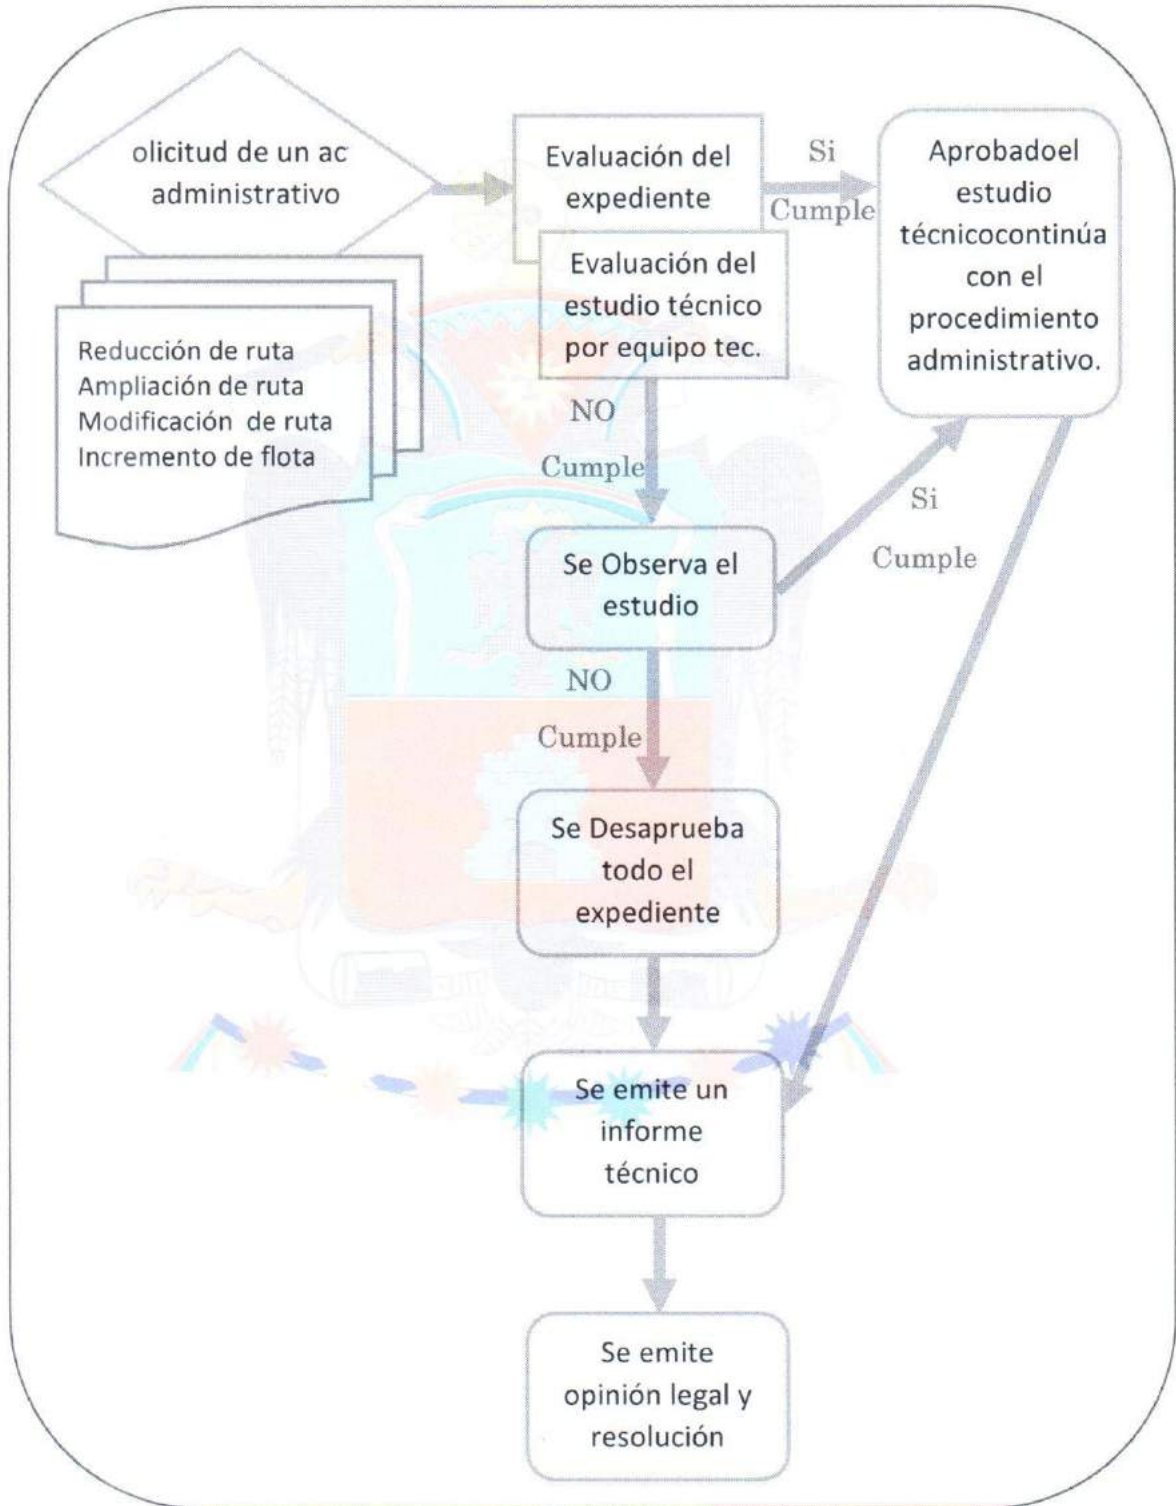 olicitud de un ac
administrativo
Reducción de ruta
Ampliación de ruta
Modificación de ruta
Incremento de flota
Evaluación del
expediente
Evaluación del
estudio técnico
por equipo tec.
Si
Cumple
Aprobadoel
estudio
técnicocontinúa
con el
procedimiento
administrativo.
NO
Cumple
Se Observa el
estudio
Si
Cumple
NO
Cumple
Se Desaprueba
todo el
expediente
Se emite un
informe
técnico
Se emite
opinión legal y
resolución